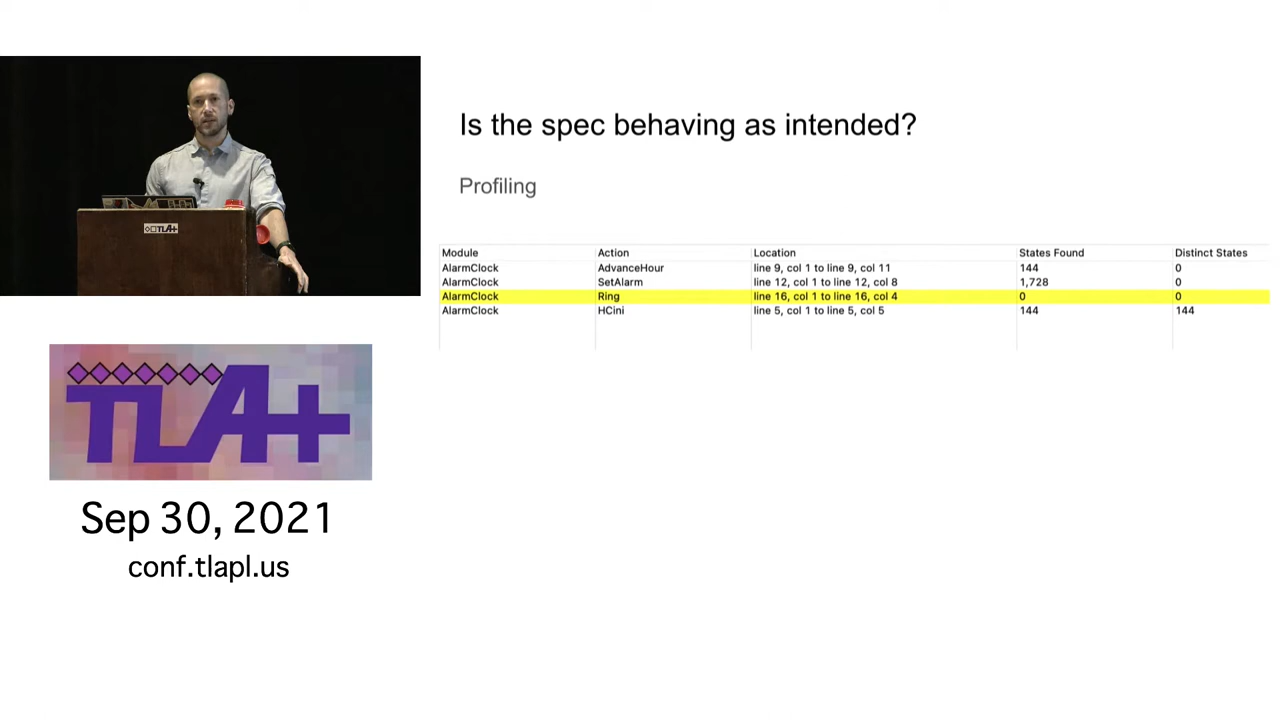 Is the spec behaving as intended?
Profiling
Module Action Location States Found Distinct States
AlarmClock AdvanceHour line 9, col 1 to line 9, col 11 144 0
AlarmClock SetAlarm line 12, col 1 to line 12, col 8 1,728 0
AlarmClock Ring line 16, col 1 to line 16, col 4 0 0
AlarmClock HCini line 5, col 1 to line 5, col 5 144 144
TLA+
TLA+
Sep 30, 2021
conf.tlapl.us